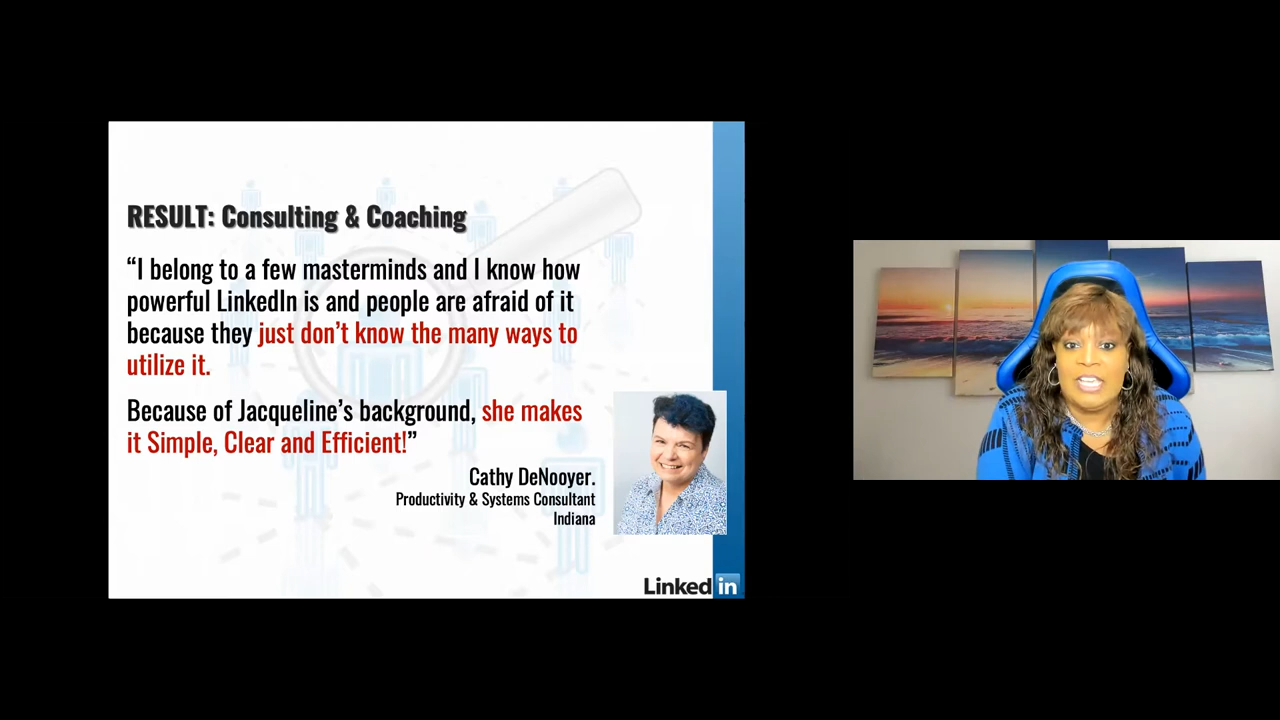 RESULT: Consulting & Coaching
“I belong to a few masterminds and I know how
powerful LinkedIn is and people are afraid of it
because they just don’t know the many ways to
utilize it.
Because of Jacqueline’s background, she makes
it Simple, Clear and Efficient!”
Cathy DeNooyer.
Productivity & Systems Consultant
Indiana
Linked in